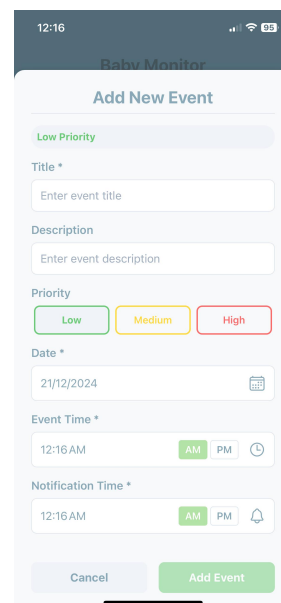 12:16
95
Baby Monitor
Add New Event
Low Priority
Title *
Enter event title
Description
Enter event description
Priority
Low Medium High
Date *
21/12/2024
Event Time *
12:16 AM AM PM
Notification Time *
12:16 AM AM PM
Cancel Add Event